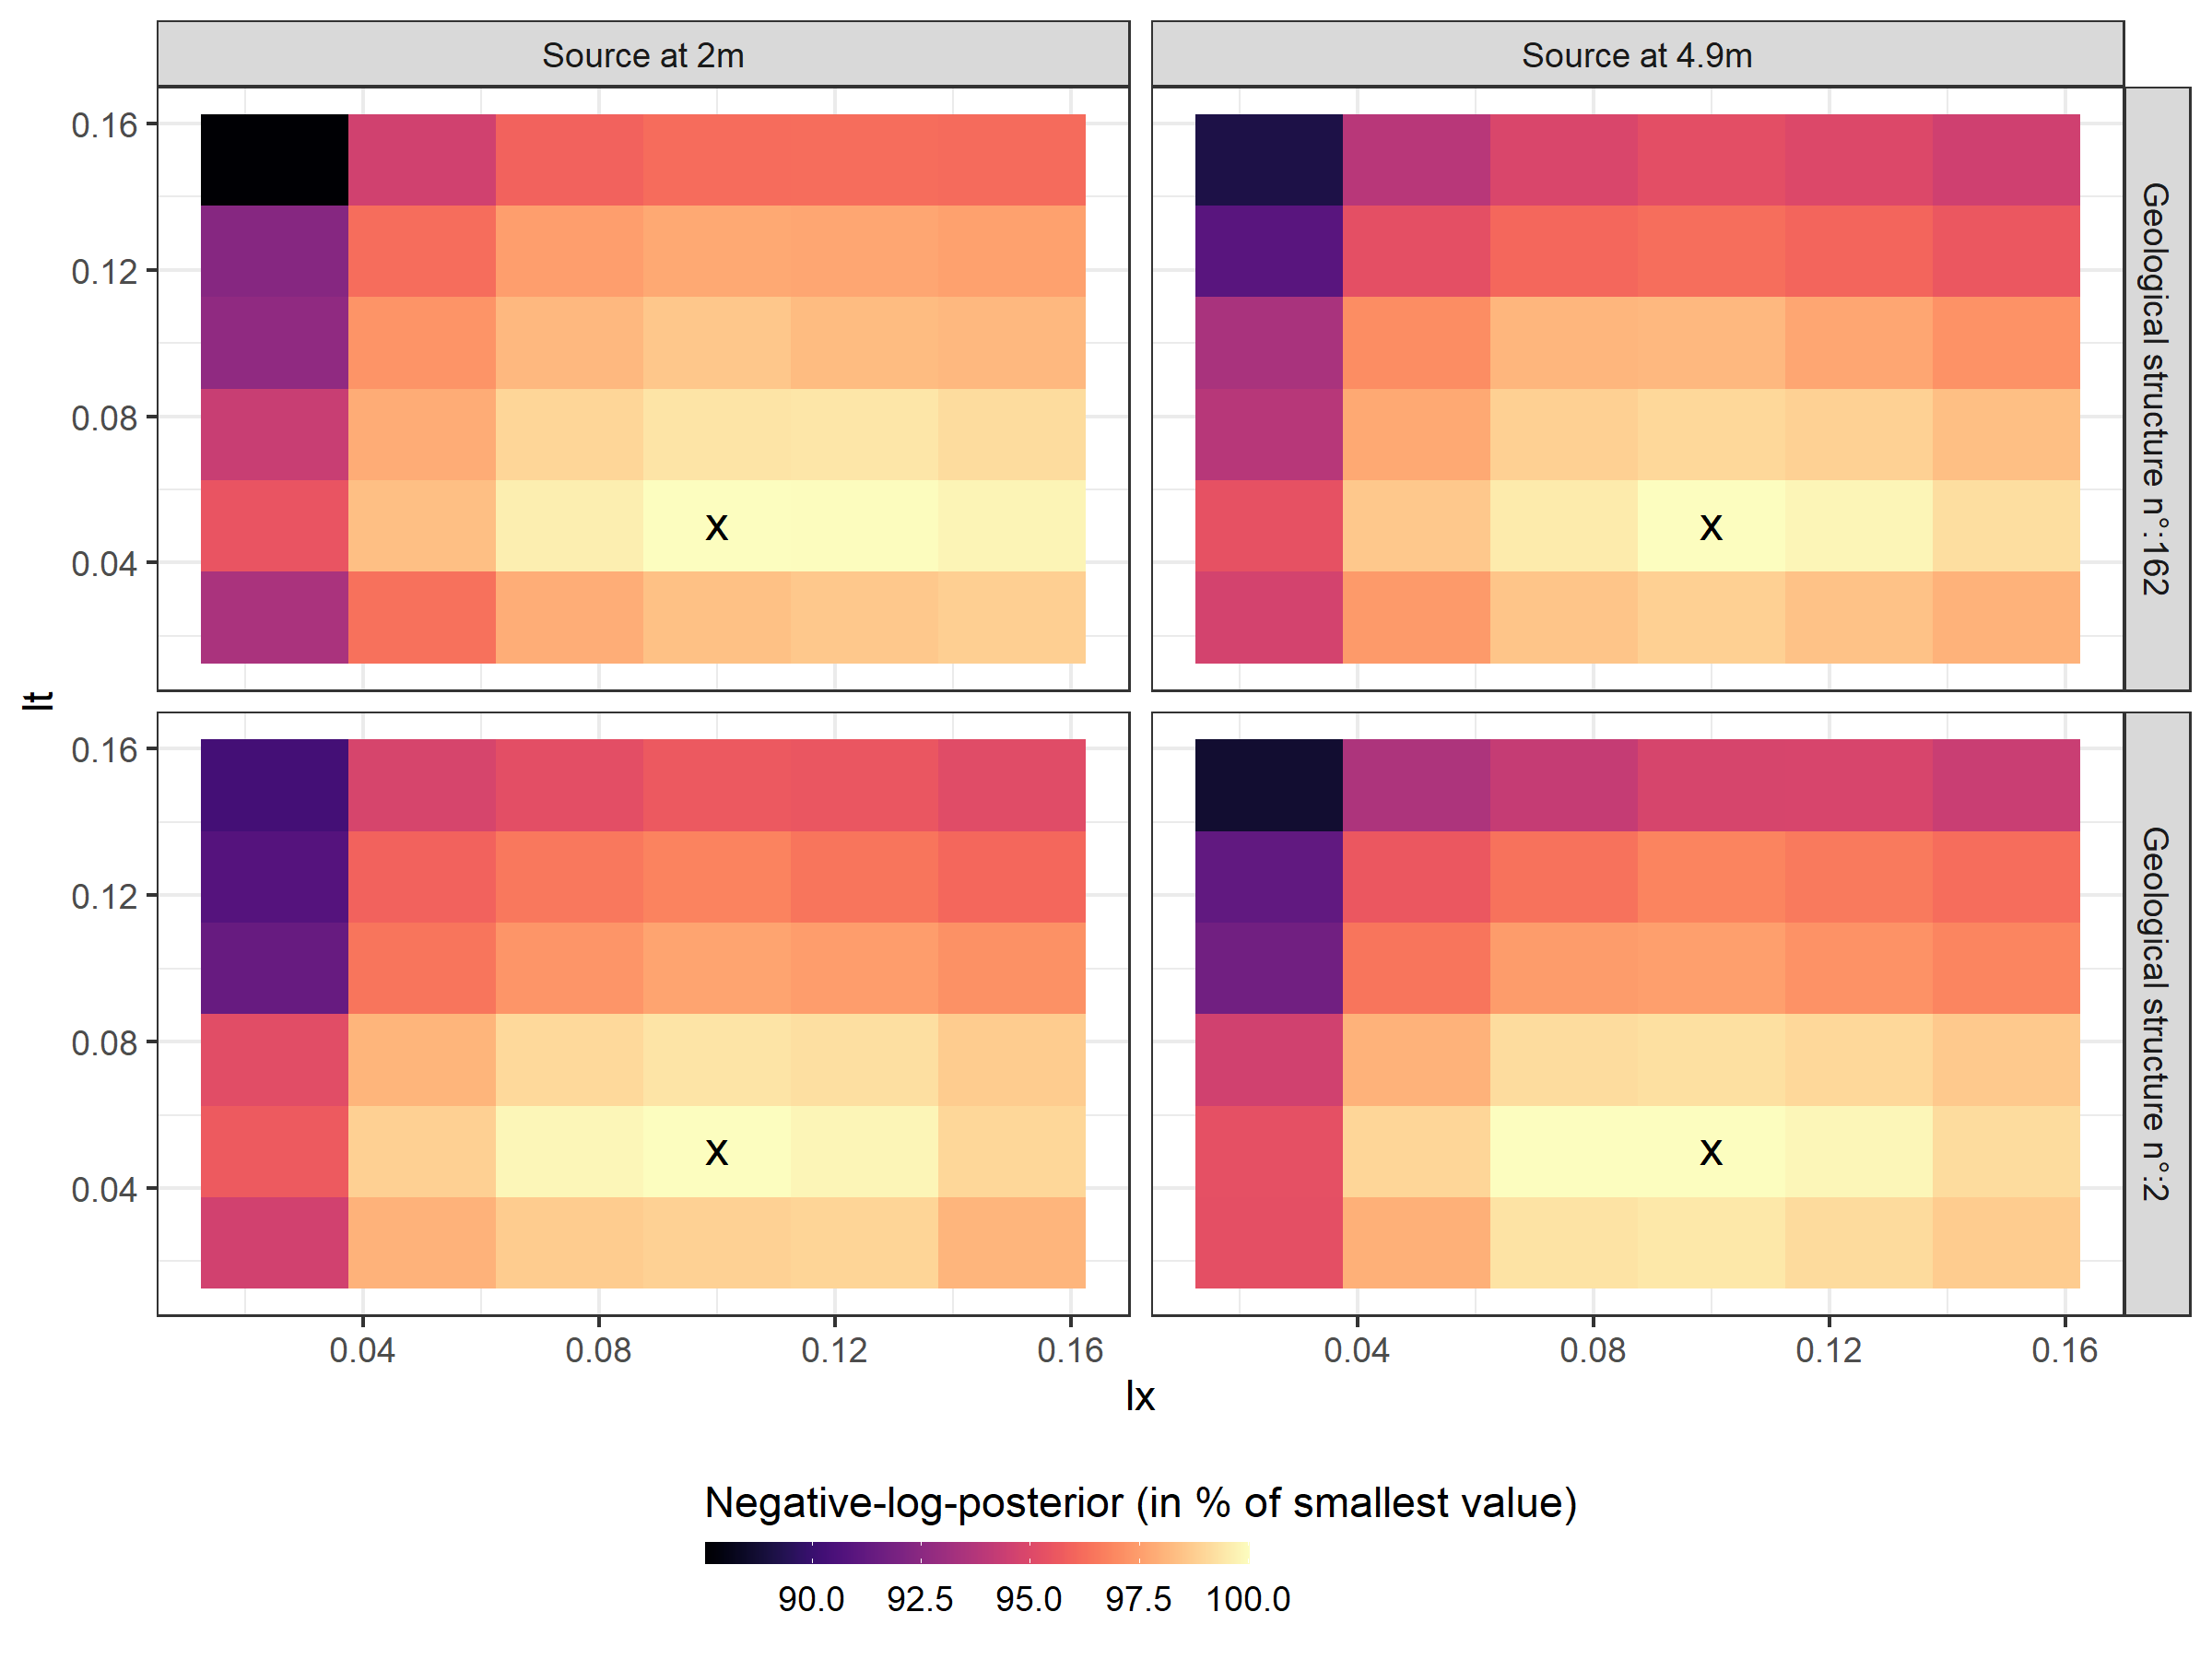 Source at 2m
Source at 4.9m
0.16
0.12
0.08
0.04
x
x
Geological structure n°:162
lt
0.16
0.12
0.08
0.04
x
x
Geological structure n°:2
0.04
0.08
0.12
0.16
0.04
0.08
0.12
0.16
lx
Negative-log-posterior (in % of smallest value)
90.0
92.5
95.0
97.5
100.0